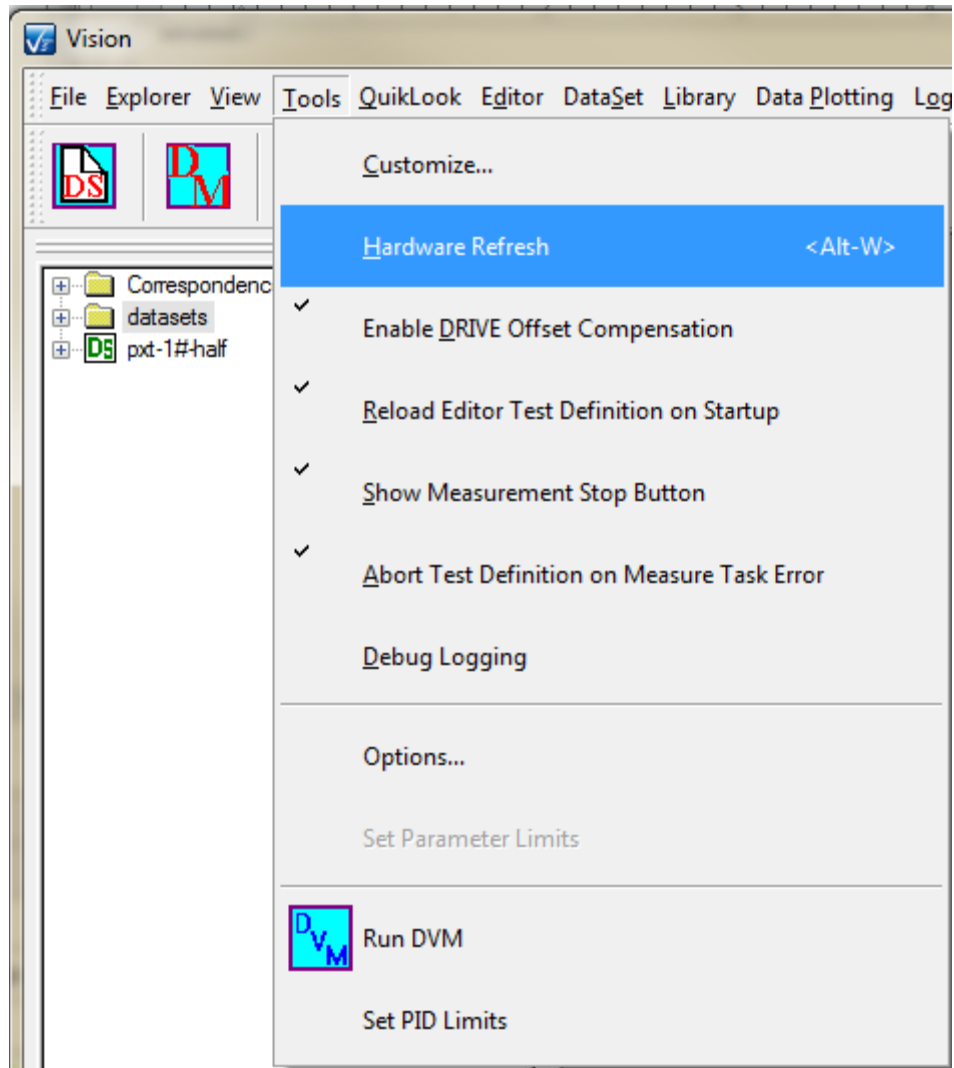 Vision
File Explorer View Tools QuikLook Editor DataSet Library Data Plotting Log
DS
DM
Customize...
Hardware Refresh <Alt-W>
Correspondenc
datasets
DS pxt-1#-half
Enable DRIVE Offset Compensation
Reload Editor Test Definition on Startup
Show Measurement Stop Button
Abort Test Definition on Measure Task Error
Debug Logging
Options...
Set Parameter Limits
DVM Run DVM
Set PID Limits